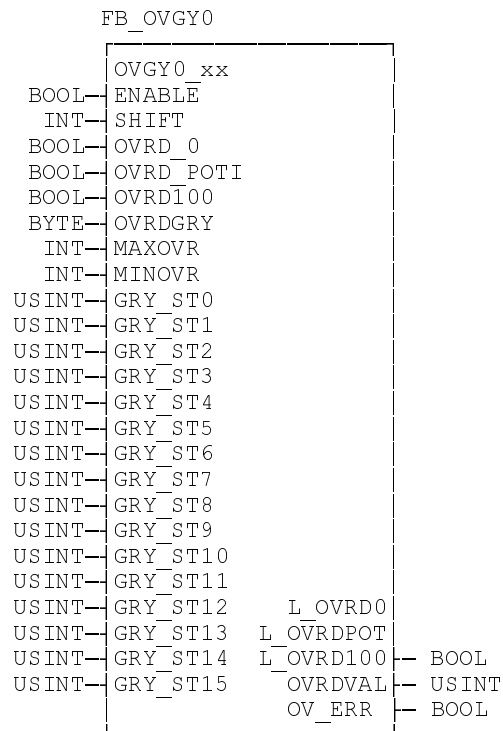 FB_OVGY0
OVGY0_xx
BOOL ENABLE
INT SHIFT
BOOL OVRD_0
BOOL OVRD_POTI
BOOL OVRD100
BYTE OVRDGRY
INT MAXOVR
INT MINOVR
USINT GRY_ST0
USINT GRY_ST1
USINT GRY_ST2
USINT GRY_ST3
USINT GRY_ST4
USINT GRY_ST5
USINT GRY_ST6
USINT GRY_ST7
USINT GRY_ST8
USINT GRY_ST9
USINT GRY_ST10
USINT GRY_ST11
USINT GRY_ST12 L_OVRD0
USINT GRY_ST13 L_OVRDPOT
USINT GRY_ST14 L_OVRD100 BOOL
USINT GRY_ST15 OVRDVAL USINT
OV_ERR BOOL